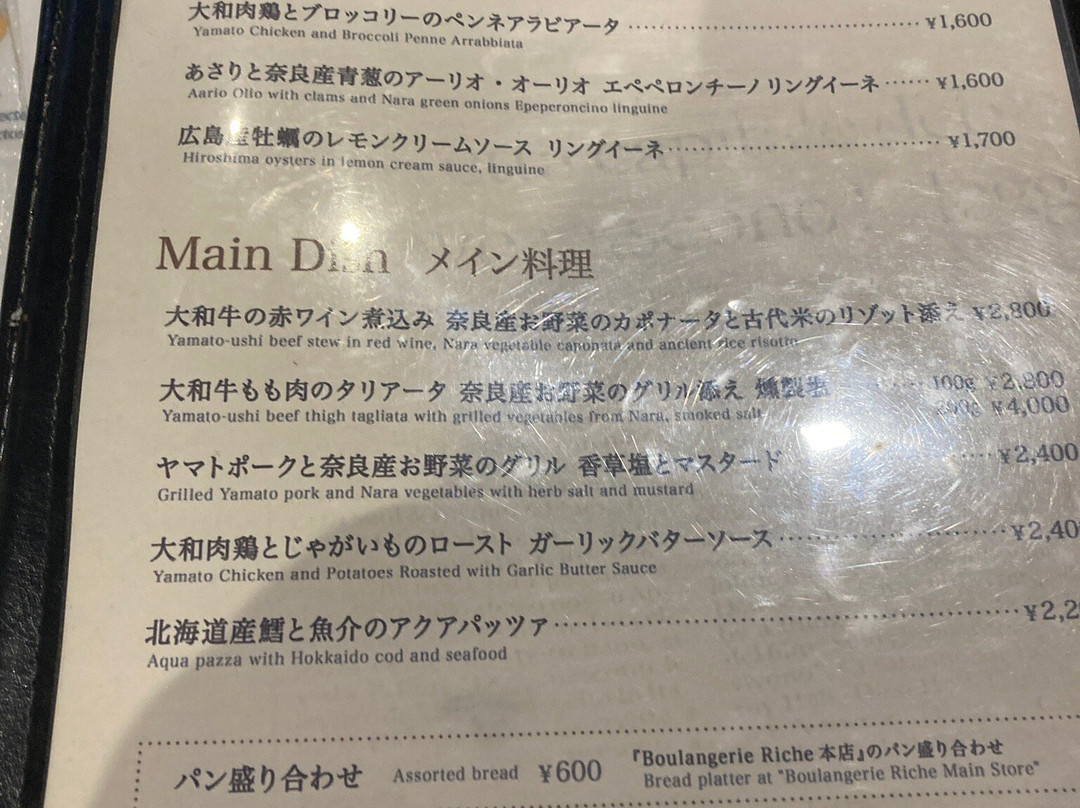 大和肉鶏とブロッコリーのペンネアラビアータ ¥1,600
Yamato Chicken and Broccoli Penne Arrabbiata
あさりと奈良産青葱のアーリオ・オーリオ エペペロンチーノ リングイーネ ¥1,600
Aario Olio with clams and Nara green onions Epeperoncino linguine
広島産牡蠣のレモンクリームソース リングイーネ ¥1,700
Hiroshima oysters in lemon cream sauce, linguine
Main Dish メイン料理
大和牛の赤ワイン煮込み 奈良産お野菜のカポナータと古代米のリゾット添え ¥2,800
Yamato-ushi beef stew in red wine, Nara vegetable caponata and ancient rice risotto
大和牛もも肉のタリアータ 奈良産お野菜のグリル添え 燻製塩 100g ¥2,800
200g ¥4,000
Yamato-ushi beef thigh tagliata with grilled vegetables from Nara, smoked salt
ヤマトポークと奈良産お野菜のグリル 香草塩とマスタード ¥2,400
Grilled Yamato pork and Nara vegetables with herb salt and mustard
大和肉鶏とじゃがいものロースト ガーリックバターソース ¥2,40
Yamato Chicken and Potatoes Roasted with Garlic Butter Sauce
北海道産鱈と魚介のアクアパッツァ ¥2,2
Aqua pazza with Hokkaido cod and seafood
パン盛り合わせ Assorted bread ¥600
『Boulangerie Riche 本店』のパン盛り合わせ
Bread platter at "Boulangerie Riche Main Store"